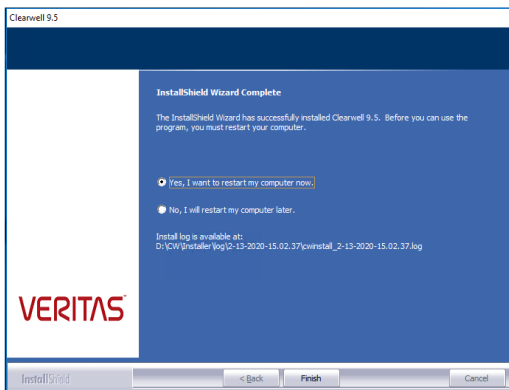 Clearwell 9.5
InstallShield Wizard Complete
The InstallShield Wizard has successfully installed Clearwell 9.5. Before you can use the
program, you must restart your computer.
Yes, I want to restart my computer now.
No, I will restart my computer later.
Install log is available at:
D:\CW\Installer\log\2-13-2020-15.02.37\cwinstall_2-13-2020-15.02.37.log
VERITAS
InstallShield
< Back Finish Cancel